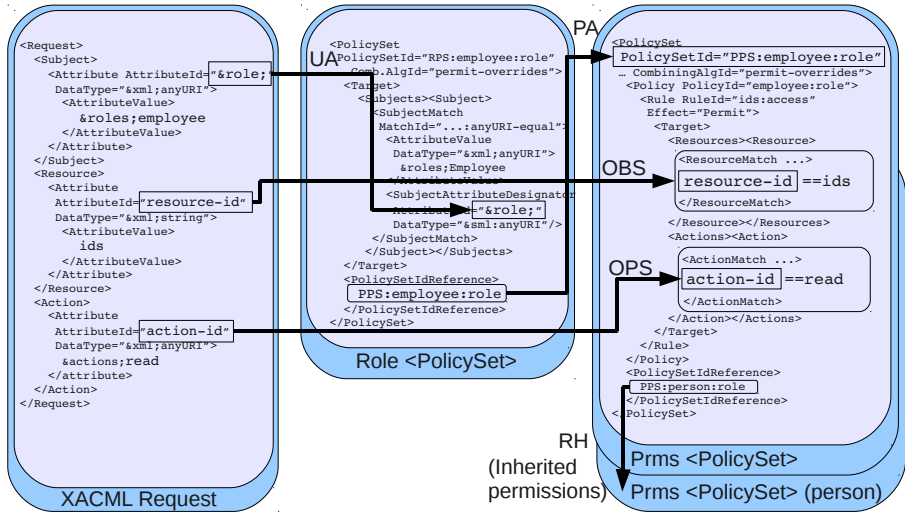 <Request>
<Subject>
<Attribute AttributeId="&role;"
DataType="&xml;anyURI">
<AttributeValue>
&roles;employee
</AttributeValue>
</Attribute>
</Subject>
<Resource>
<Attribute
AttributeId="resource-id"
DataType="&xml;string">
<AttributeValue>
ids
</AttributeValue>
</Attribute>
</Resource>
<Action>
<Attribute
AttributeId="action-id"
DataType="&xml;anyURI">
&actions;read
</attribute>
</Action>
</Request>
XACML Request
UA
<PolicySet
PolicySetId="RPS:employee:role"
Comb.AlgId="permit-overrides">
<Target>
<Subjects><Subject>
<SubjectMatch
MatchId="....:anyURI-equal">
<AttributeValue
DataType="&xml;anyURI">
&roles;Employee
</AttributeValue>
<SubjectAttributeDesignator
AttributeId="&role;"
DataType="&sml:anyURI"/>
</SubjectMatch>
</Subject></Subjects>
</Target>
<PolicySetIdReference>
PPS:employee:role
</PolicySetIdReference>
</PolicySet>
Role <PolicySet>
PA
OBS
OPS
<PolicySet
PolicySetId="PPS:employee:role"
… CombiningAlgId="permit-overrides">
<Policy PolicyId="employee:role">
<Rule RuleId="ids:access"
Effect="Permit">
<Target>
<Resources><Resource>
<ResourceMatch ...>
resource-id ==ids
</ResourceMatch>
</Resource></Resources>
<Actions><Action>
<ActionMatch ...>
action-id ==read
</ActionMatch>
</Action></Actions>
</Target>
</Rule>
</Policy>
<PolicySetIdReference>
PPS:person:role
</PolicySetIdReference>
</PolicySet>
RH
(Inherited
permissions)
Prms <PolicySet>
Prms <PolicySet> (person)